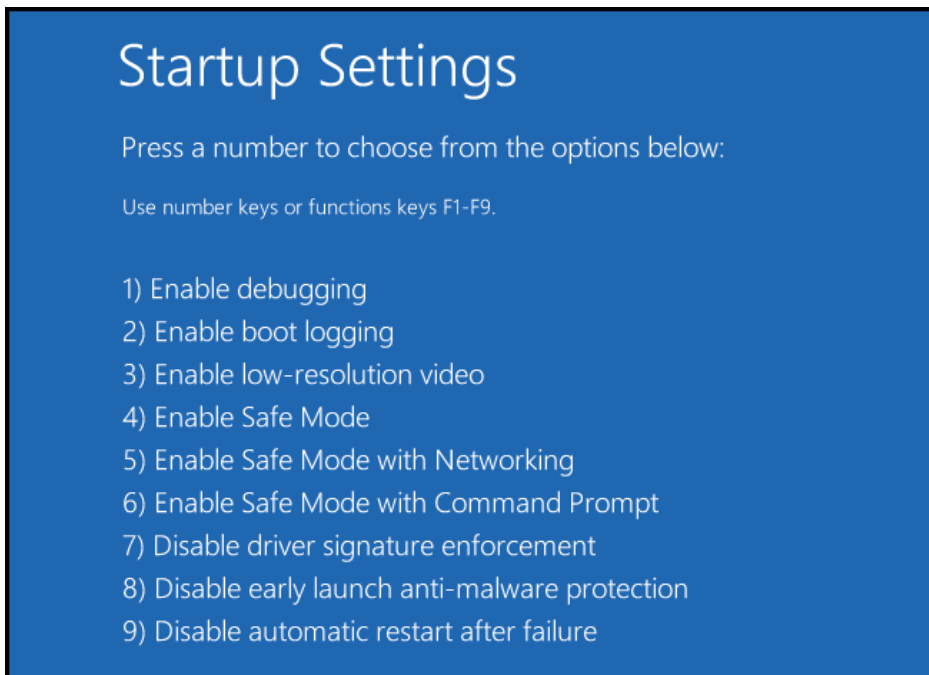 Startup Settings
Press a number to choose from the options below:
Use number keys or functions keys F1-F9.
1) Enable debugging
2) Enable boot logging
3) Enable low-resolution video
4) Enable Safe Mode
5) Enable Safe Mode with Networking
6) Enable Safe Mode with Command Prompt
7) Disable driver signature enforcement
8) Disable early launch anti-malware protection
9) Disable automatic restart after failure